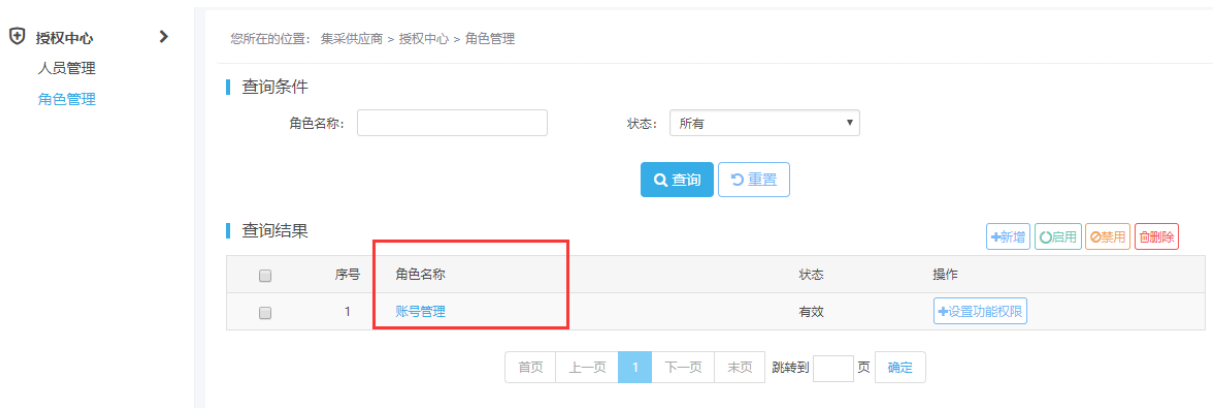 授权中心
人员管理
角色管理
您所在的位置: 集采供应商 > 授权中心 > 角色管理
查询条件
角色名称: 状态: 所有
查询 重置
查询结果 新增 启用 禁用 删除
序号 角色名称 状态 操作
1 账号管理 有效 +设置功能权限
首页 上一页 1 下一页 末页 跳转到 页 确定